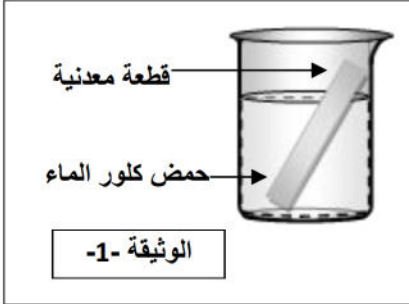 قطعة معدنية
حمض كلور الماء
الوثيقة -1-